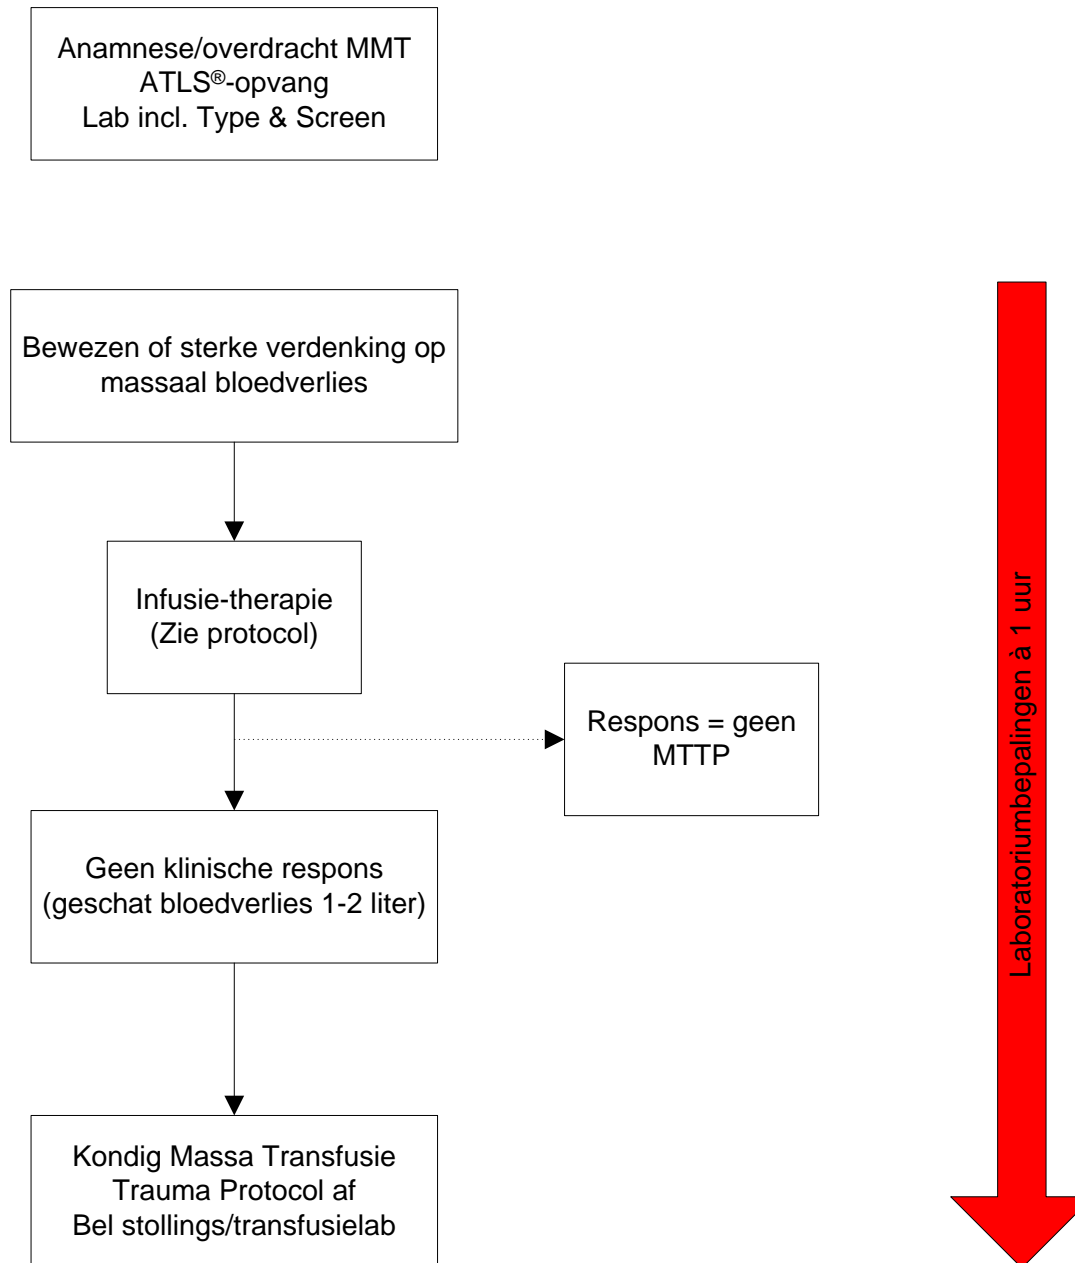 Anamnese/overdracht MMT
ATLS®-opvang
Lab incl. Type & Screen
Bewezen of sterke verdenking op
massaal bloedverlies
Infusie-therapie
(Zie protocol)
Respons = geen
MTTP
Geen klinische respons
(geschat bloedverlies 1-2 liter)
Kondig Massa Transfusie
Trauma Protocol af
Bel stollings/transfusielab
Laboratoriumbepalingen à 1 uur